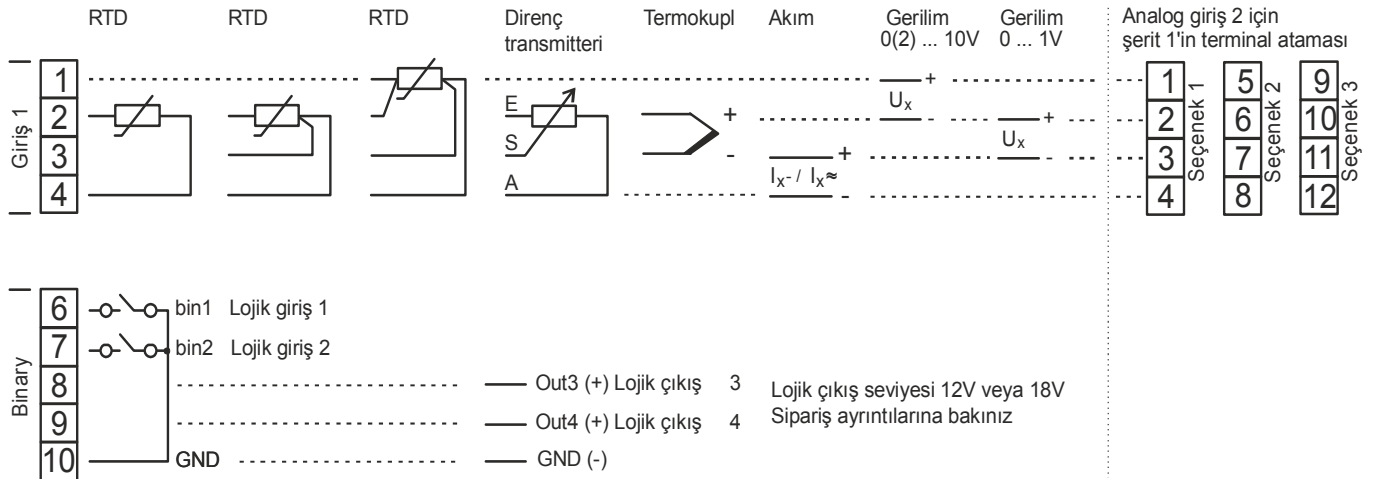 RTD
RTD
RTD
Direnç
transmitteri
Termokupl
Akım
Gerilim
0(2) ... 10V
Gerilim
0 ... 1V
Analog giriş 2 için
şerit 1'in terminal ataması
Giriş 1
1
2
3
4
E
S
A
+
-
+
Ix- / Ix≈
-
+
Ux
-
+
Ux
-
1
2
3
4
Seçenek 1
5
6
7
8
Seçenek 2
9
10
11
12
Seçenek 3
Binary
6
bin1 Lojik giriş 1
7
bin2 Lojik giriş 2
8
Out3 (+) Lojik çıkış 3
9
Out4 (+) Lojik çıkış 4
10
GND
GND (-)
Lojik çıkış seviyesi 12V veya 18V
Sipariş ayrıntılarına bakınız